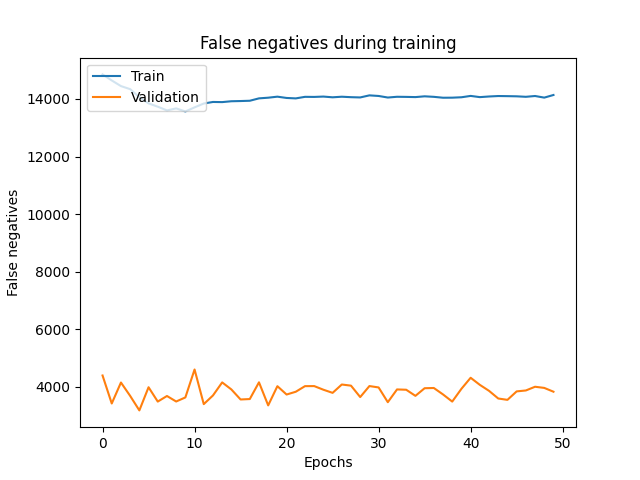 False negatives during training
Train
Validation
14000
12000
10000
8000
6000
4000
False negatives
0 10 20 30 40 50
Epochs